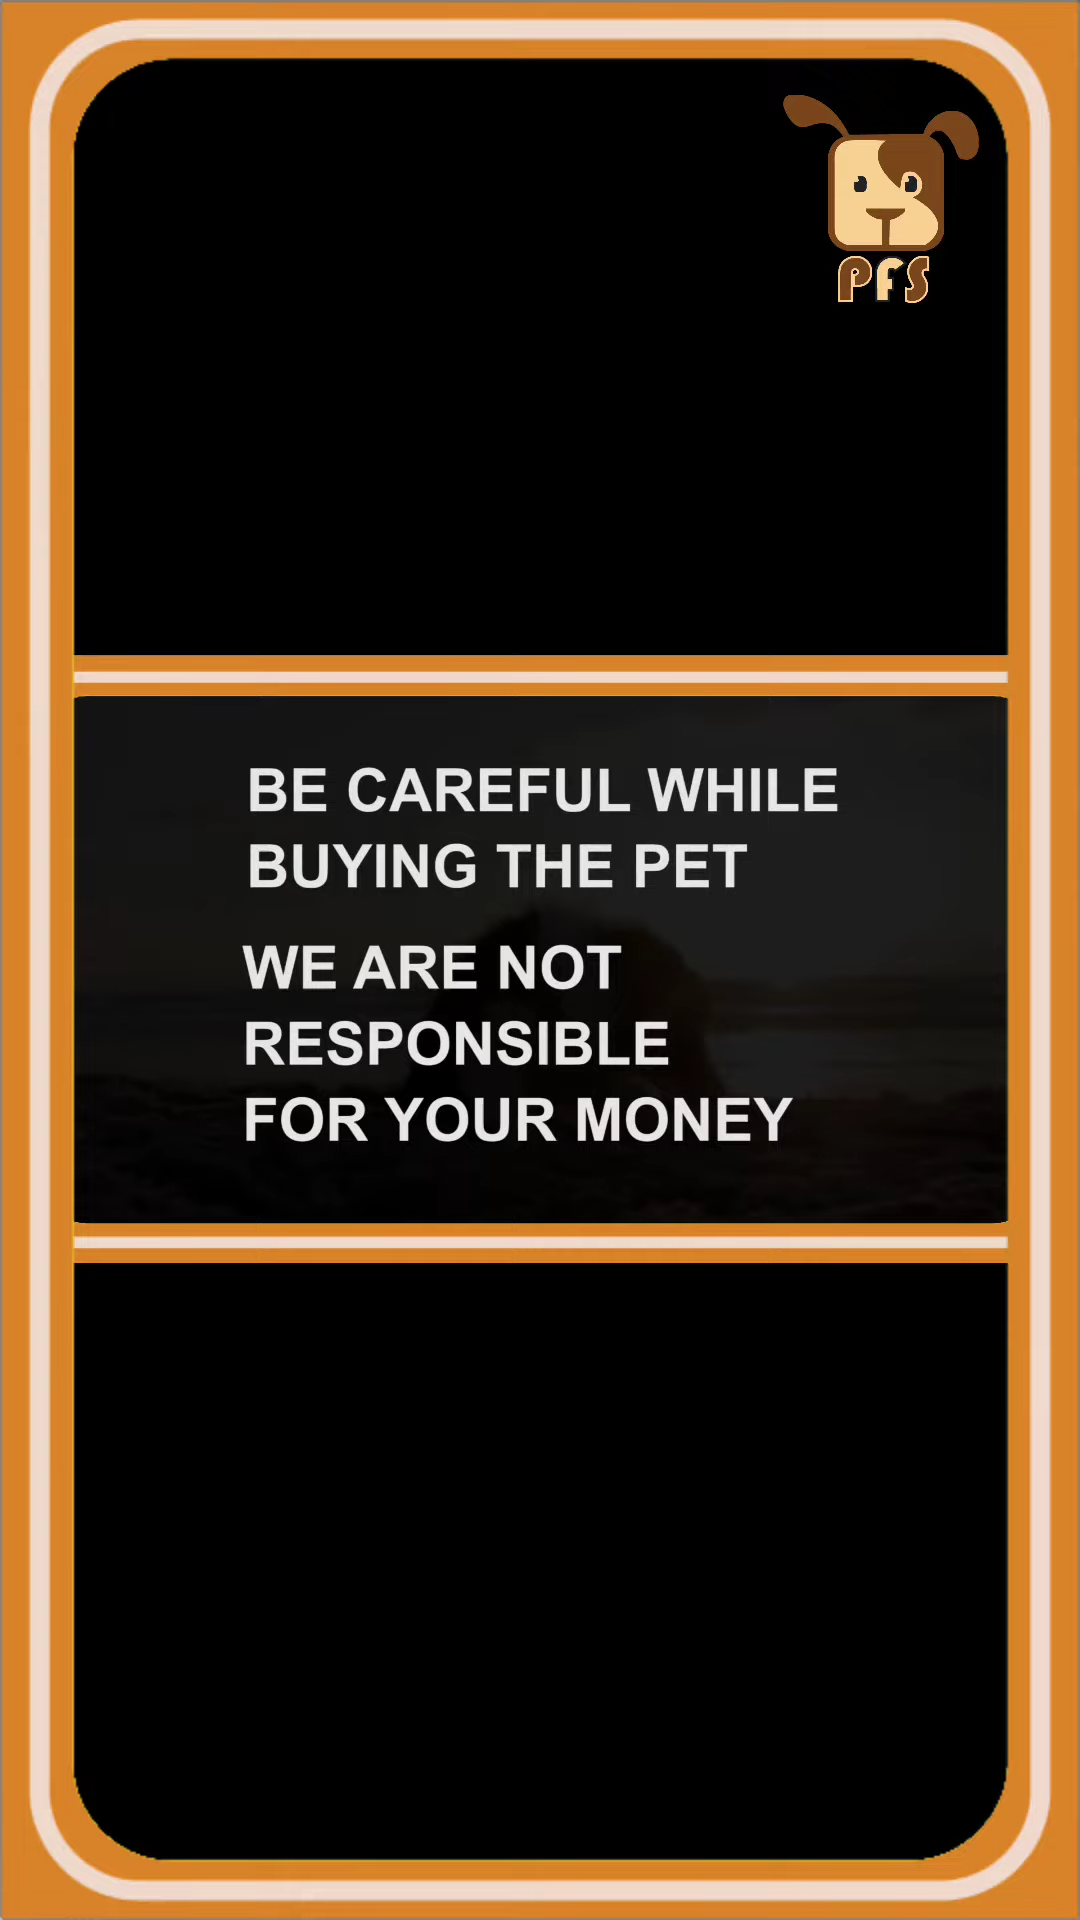 PFS
BE CAREFUL WHILE
BUYING THE PET
WE ARE NOT
RESPONSIBLE
FOR YOUR MONEY